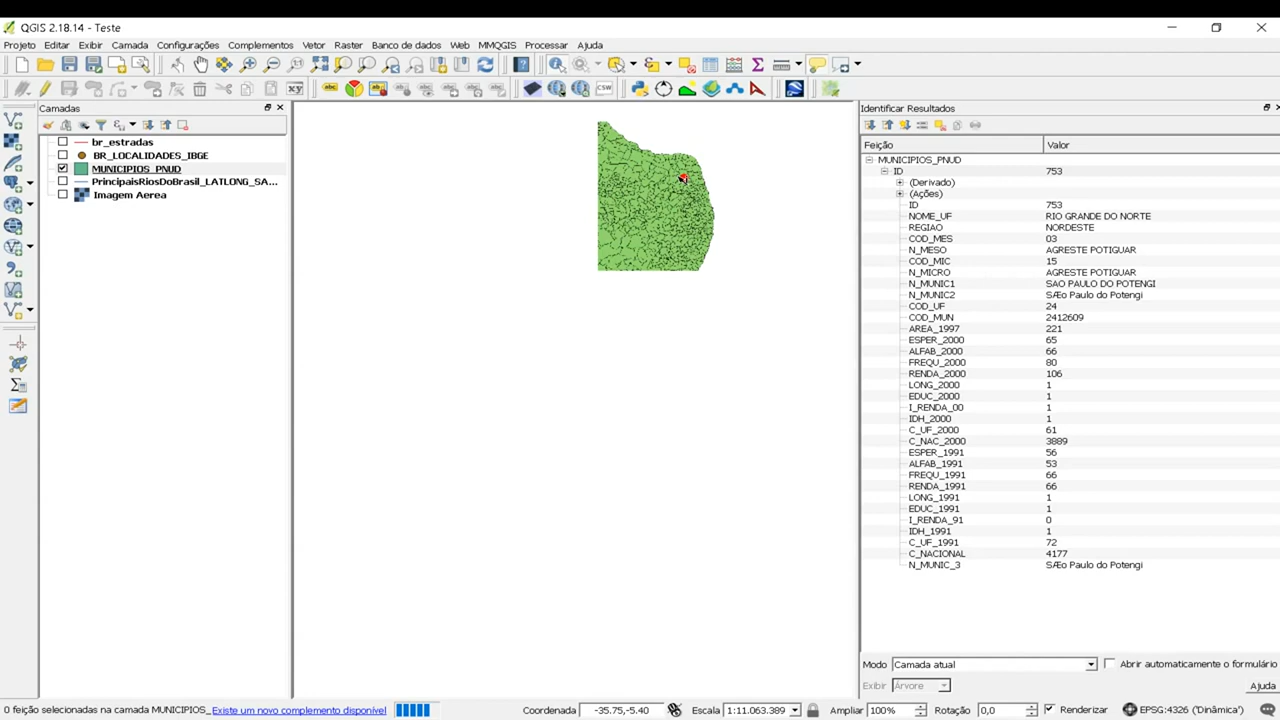 QGIS 2.18.14 - Teste
Projeto Editar Exibir Camada Configurações Complementos Vetor Raster Banco de dados Web MMQGIS Processar Ajuda
Camadas
br_estradas
BR_LOCALIDADES_IBGE
MUNICIPIOS_PNUD
PrincipaisRiosDoBrasil_LATLONG_SA...
Imagem Aerea
Identificar Resultados
Feição Valor
MUNICIPIOS_PNUD
ID 753
(Derivado)
(Ações)
ID 753
NOME_UF RIO GRANDE DO NORTE
REGIAO NORDESTE
COD_MES 03
N_MESO AGRESTE POTIGUAR
COD_MIC 15
N_MICRO AGRESTE POTIGUAR
N_MUNIC1 SAO PAULO DO POTENGI
N_MUNIC2 SÆo Paulo do Potengi
COD_UF 24
COD_MUN 2412609
AREA_1997 221
ESPER_2000 65
ALFAB_2000 66
FREQU_2000 80
RENDA_2000 106
LONG_2000 1
EDUC_2000 1
I_RENDA_00 1
IDH_2000 1
C_UF_2000 61
C_NAC_2000 3889
ESPER_1991 56
ALFAB_1991 53
FREQU_1991 66
RENDA_1991 66
LONG_1991 1
EDUC_1991 1
I_RENDA_91 0
IDH_1991 1
C_UF_1991 72
C_NACIONAL 4177
N_MUNIC_3 SÆo Paulo do Potengi
Modo Camada atual Abrir automaticamente o formulário
Exibir Árvore Ajuda
0 feição selecionadas na camada MUNICIPIOS_ Existe um novo complemento disponível Coordenada -35.75,-5.40 Escala 1:11.063.389 Ampliar 100% Rotação 0,0 Renderizar EPSG:4326 ('Dinâmica')